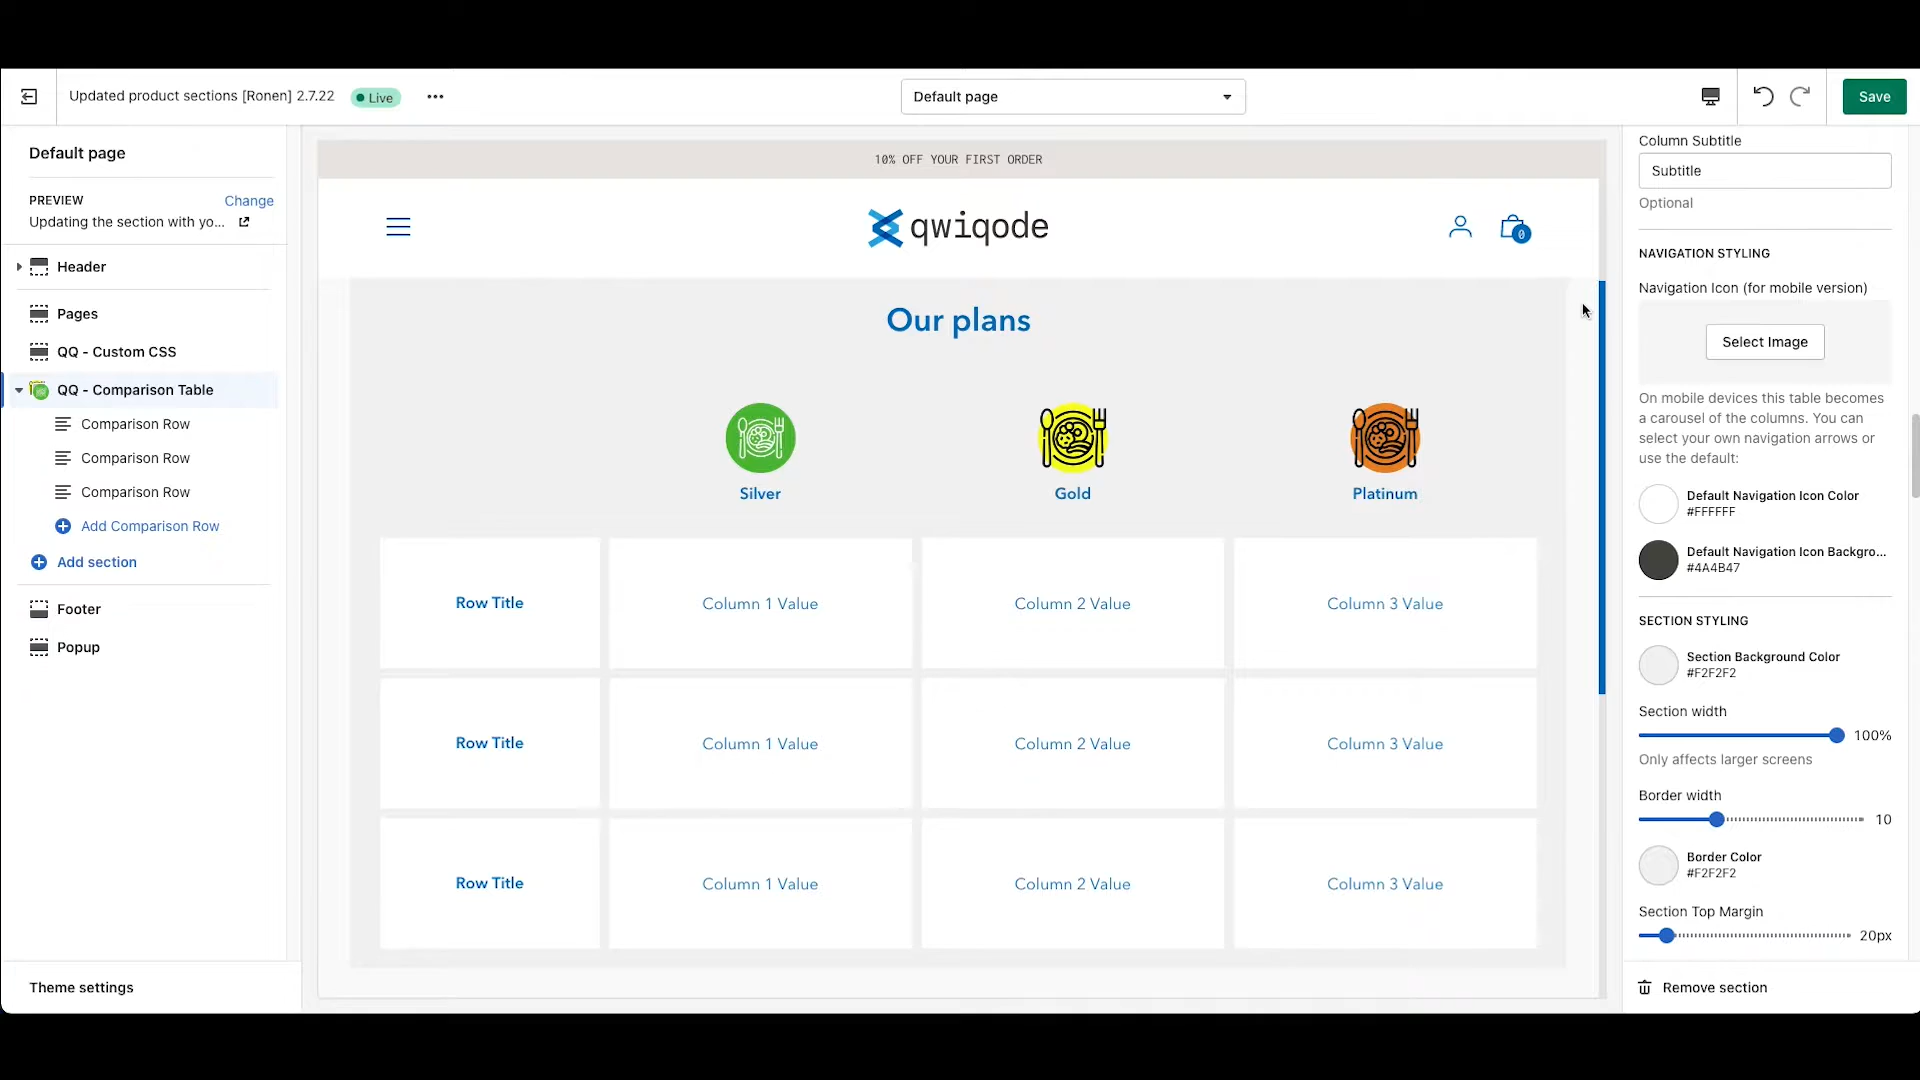 Updated product sections [Ronen] 2.7.22
Live
Default page
Save
Default page
PREVIEW
Change
Updating the section with yo...
Header
Pages
QQ - Custom CSS
QQ - Comparison Table
Comparison Row
Comparison Row
Comparison Row
Add Comparison Row
Add section
Footer
Popup
Theme settings
10% OFF YOUR FIRST ORDER
qwiqode
0
Our plans
Silver
Gold
Platinum
Row Title
Column 1 Value
Column 2 Value
Column 3 Value
Row Title
Column 1 Value
Column 2 Value
Column 3 Value
Row Title
Column 1 Value
Column 2 Value
Column 3 Value
Column Subtitle
Subtitle
Optional
NAVIGATION STYLING
Navigation Icon (for mobile version)
Select Image
On mobile devices this table becomes
a carousel of the columns. You can
select your own navigation arrows or
use the default:
Default Navigation Icon Color
#FFFFFF
Default Navigation Icon Backgro...
#4A4B47
SECTION STYLING
Section Background Color
#F2F2F2
Section width
100%
Only affects larger screens
Border width
10
Border Color
#F2F2F2
Section Top Margin
20px
Remove section